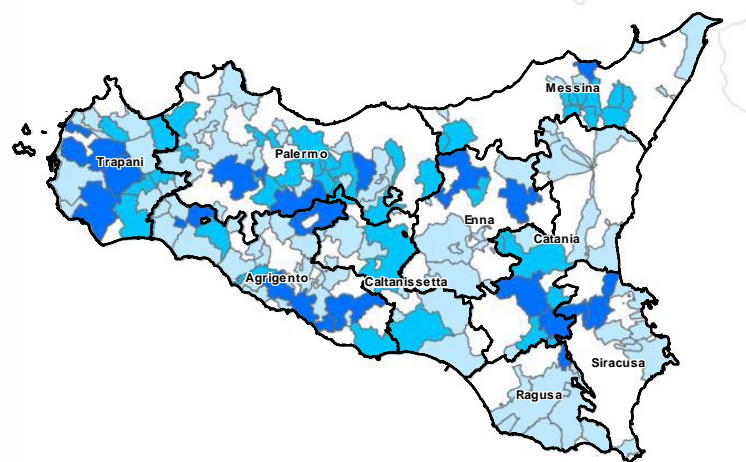 Messina
Palermo
Trapani
Enna
Catania
Agrigento
Caltanissetta
Siracusa
Ragusa